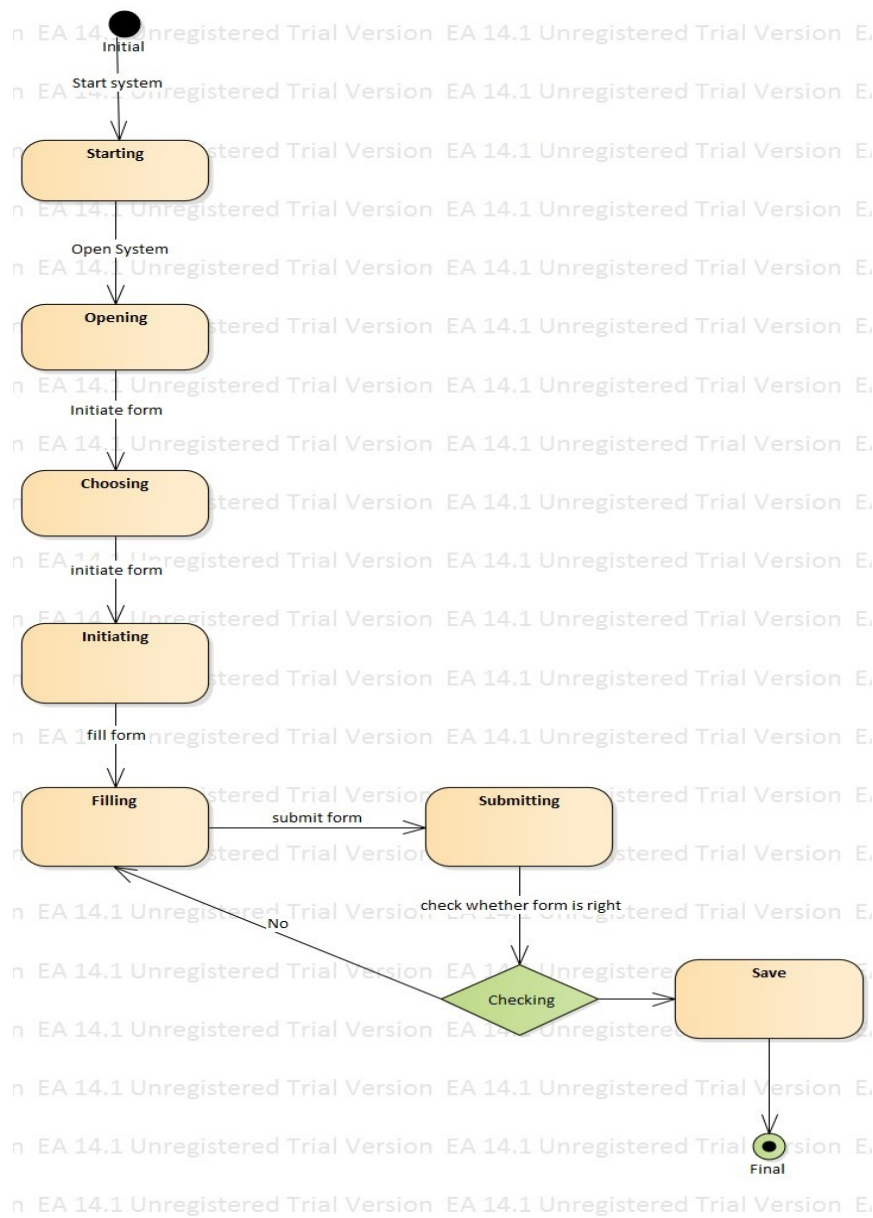 Initial
Start system
Starting
Open System
Opening
Initiate form
Choosing
initiate form
Initiating
fill form
Filling
submit form
Submitting
check whether form is right
No
Checking
Save
Final
EA 14.1 Unregistered Trial Version EA 14.1 Unregistered Trial Version